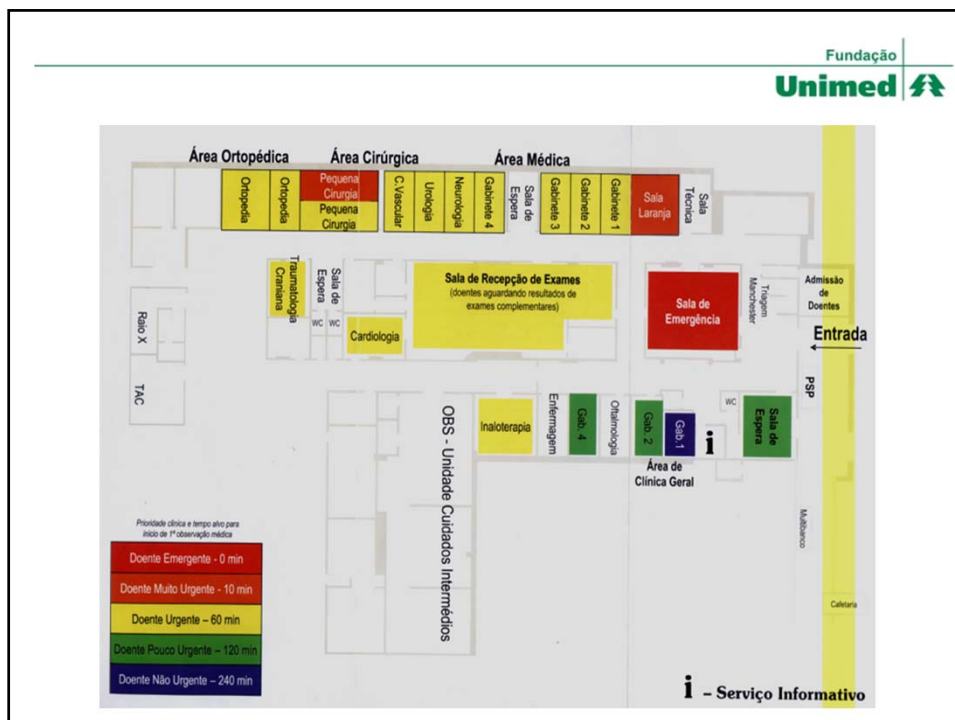 Fundação
Unimed
Área Ortopédica
Área Cirúrgica
Área Médica
Ortopedia
Ortopedia
Pequena
Cirurgia
Pequena
Cirurgia
C.Vascular
Urologia
Neurologia
Gabinete 4
Sala de
Espera
Gabinete 3
Gabinete 2
Gabinete 1
Sala
Laranja
Sala
Técnica
Traumatologia
Craniana
Sala de
Espera
WC
WC
Cardiologia
Sala de Recepção de Exames
(doentes aguardando resultados de
exames complementares)
Sala de
Emergência
Triagem
Manchester
Admissão
de
Doentes
Entrada
Raio X
TAC
OBS - Unidade Cuidados Intermédios
Inaloterapia
Enfermagem
Gab. 4
Oftalmologia
Gab. 2
Gab.1
i
WC
Sala de
Espera
PSP
Área de
Clínica Geral
Multibanco
Cafetaria
Prioridade clínica e tempo alvo para
início de 1ª observação médica
Doente Emergente - 0 min
Doente Muito Urgente - 10 min
Doente Urgente – 60 min
Doente Pouco Urgente – 120 min
Doente Não Urgente – 240 min
i – Serviço Informativo